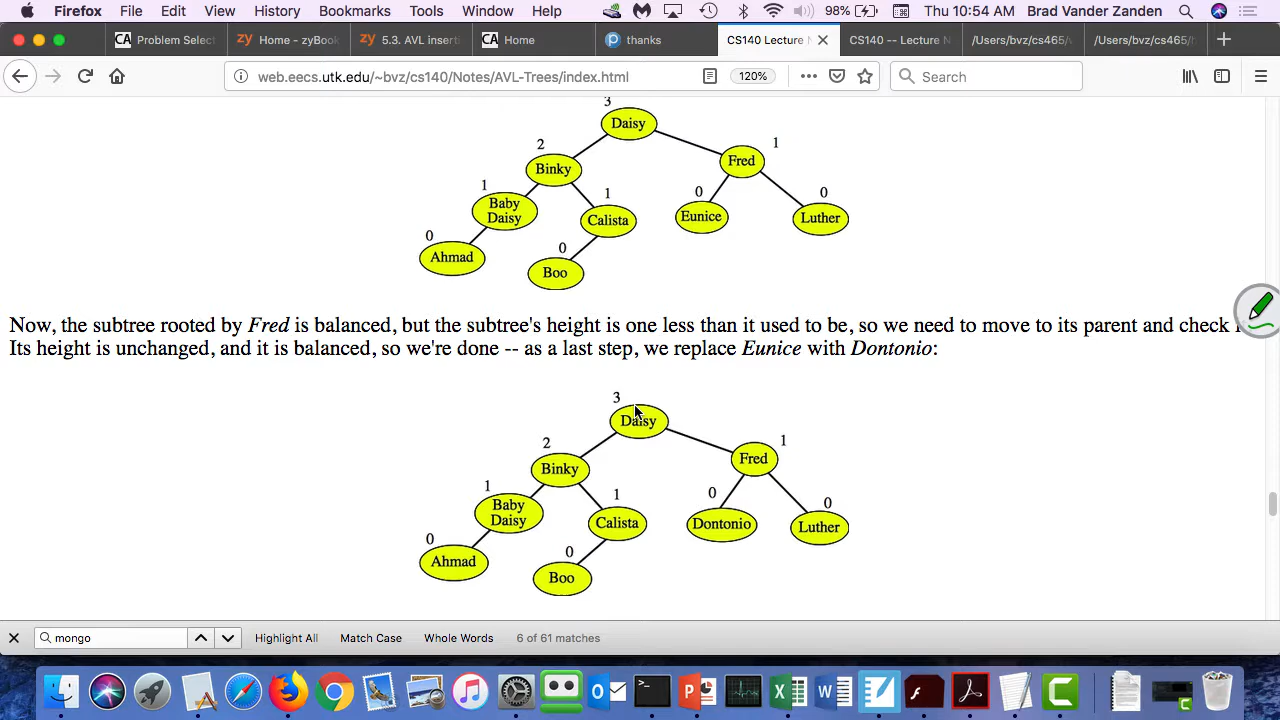 Firefox File Edit View History Bookmarks Tools Window Help 98% Thu 10:54 AM Brad Vander Zanden
Problem Selec Home - zyBook 5.3. AVL inserti Home thanks CS140 Lecture CS140 -- Lecture N /Users/bvz/cs465/ /Users/bvz/cs465/
web.eecs.utk.edu/~bvz/cs140/Notes/AVL-Trees/index.html 120% Search
3
Daisy
2 1
Binky Fred
1 1 0 0
Baby
Daisy Calista Eunice Luther
0 0
Ahmad Boo
Now, the subtree rooted by Fred is balanced, but the subtree's height is one less than it used to be, so we need to move to its parent and check
Its height is unchanged, and it is balanced, so we're done -- as a last step, we replace Eunice with Dontonio:
3
Daisy
2 1
Binky Fred
1 1 0 0
Baby
Daisy Calista Dontonio Luther
0 0
Ahmad Boo
mongo Highlight All Match Case Whole Words 6 of 61 matches